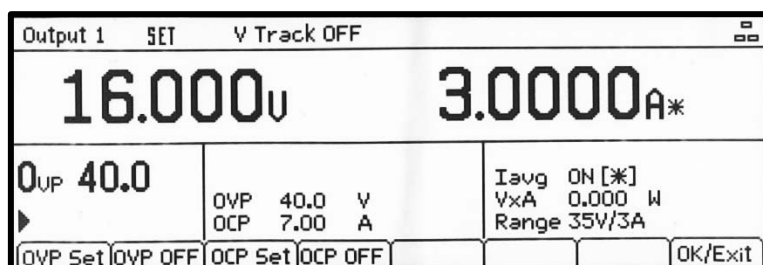 Output 1 SET V Track OFF
16.000V 3.0000A*
OVP 40.0
OVP 40.0 V
OCP 7.00 A
Iavg ON [*]
VxA 0.000 W
Range 35V/3A
OVP Set OVP OFF OCP Set OCP OFF OK/Exit